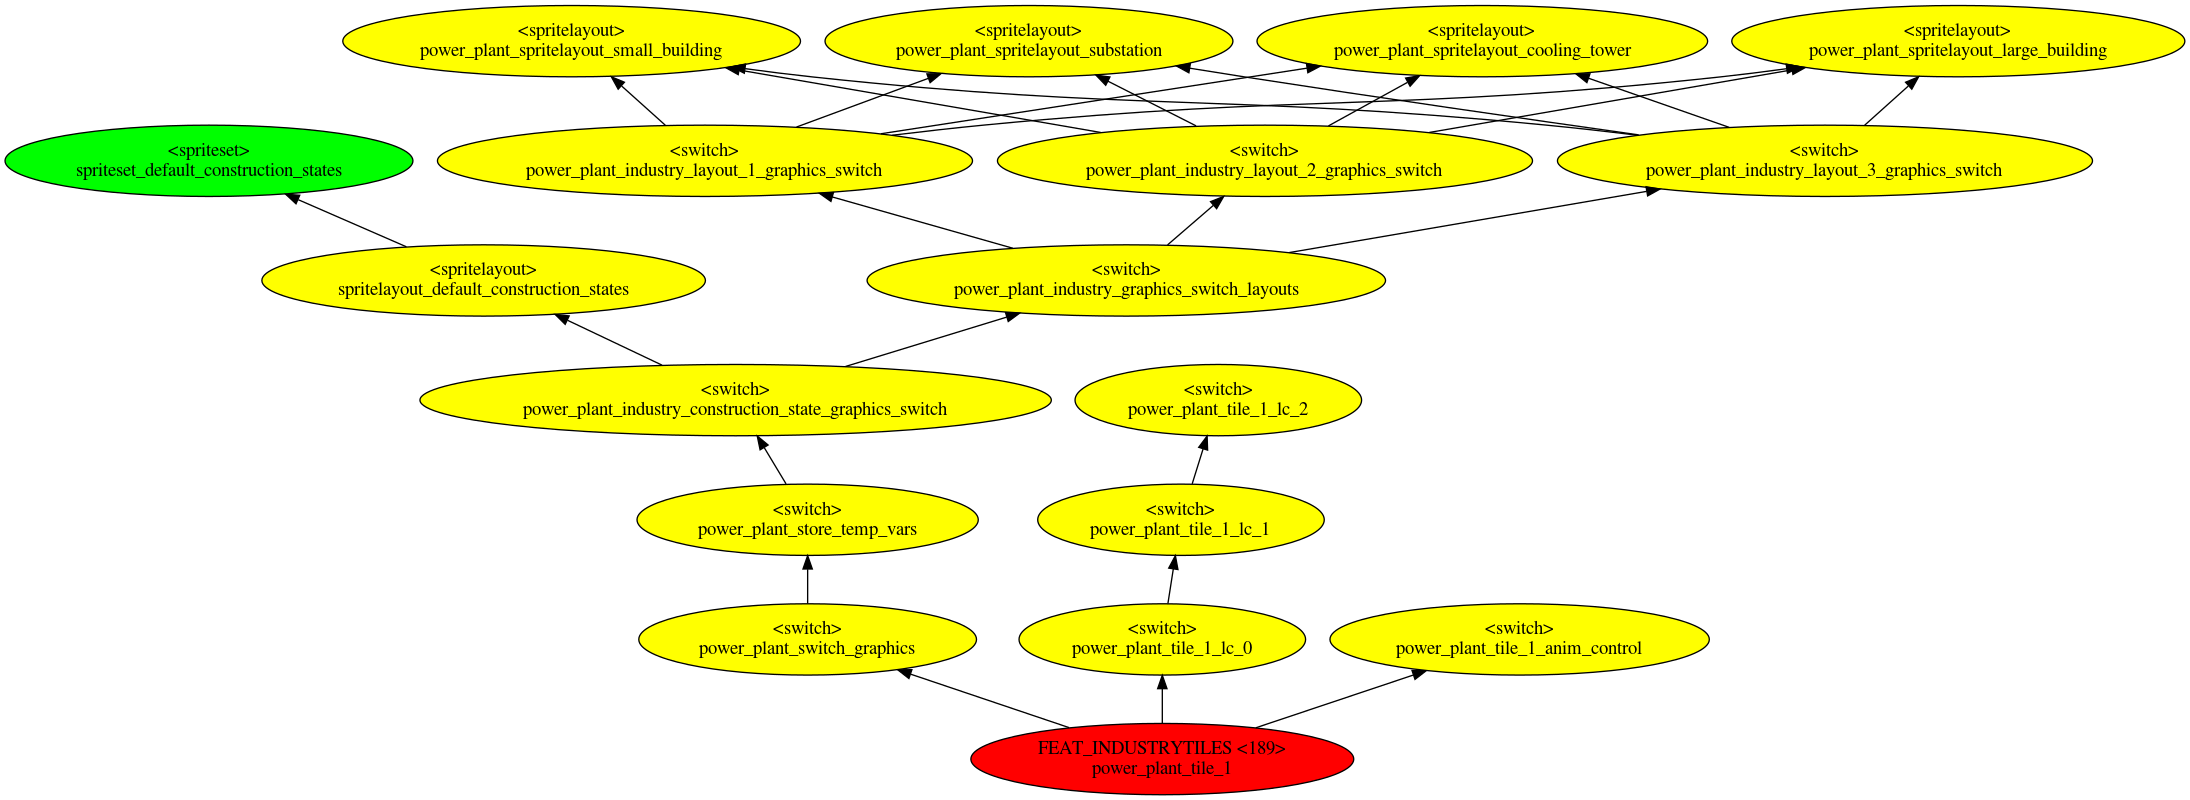 <spritelayout>
power_plant_spritelayout_small_building
<spritelayout>
power_plant_spritelayout_substation
<spritelayout>
power_plant_spritelayout_cooling_tower
<spritelayout>
power_plant_spritelayout_large_building
<spriteset>
spriteset_default_construction_states
<switch>
power_plant_industry_layout_1_graphics_switch
<switch>
power_plant_industry_layout_2_graphics_switch
<switch>
power_plant_industry_layout_3_graphics_switch
<spritelayout>
spritelayout_default_construction_states
<switch>
power_plant_industry_graphics_switch_layouts
<switch>
power_plant_industry_construction_state_graphics_switch
<switch>
power_plant_tile_1_lc_2
<switch>
power_plant_store_temp_vars
<switch>
power_plant_tile_1_lc_1
<switch>
power_plant_switch_graphics
<switch>
power_plant_tile_1_lc_0
<switch>
power_plant_tile_1_anim_control
FEAT_INDUSTRYTILES <189>
power_plant_tile_1